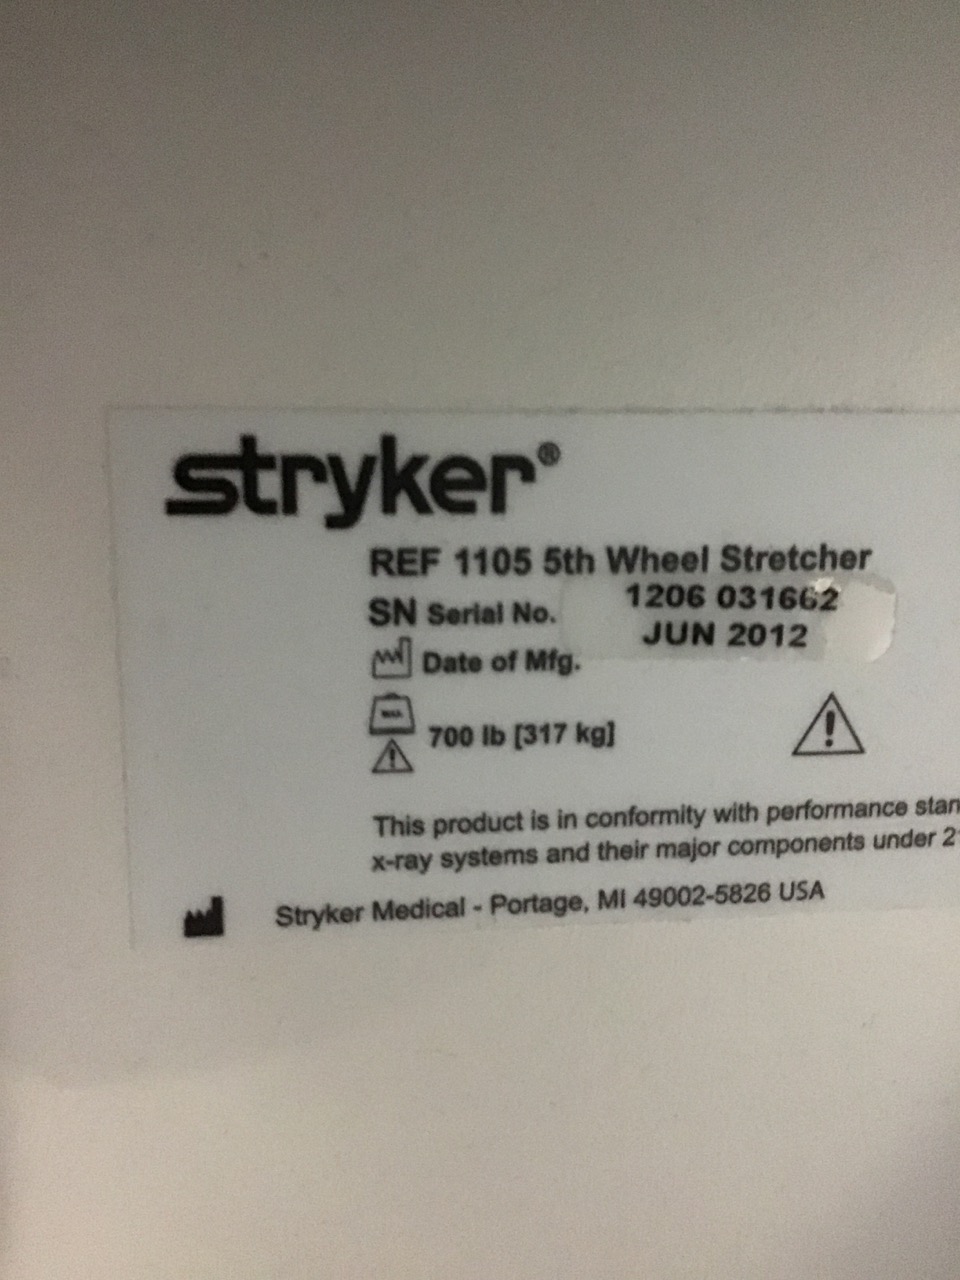 stryker®
REF 1105 5th Wheel Stretcher
SN Serial No. 1206 031662
Date of Mfg. JUN 2012
700 lb [317 kg]
This product is in conformity with performance stan
x-ray systems and their major components under 2
Stryker Medical - Portage, MI 49002-5826 USA